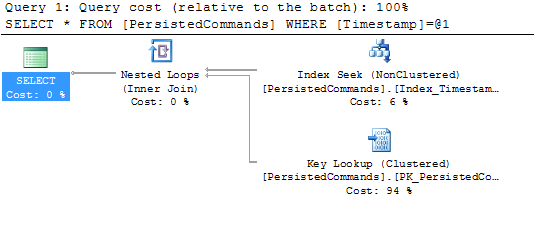 Query 1: Query cost (relative to the batch): 100%
SELECT * FROM [PersistedCommands] WHERE [Timestamp]=@1
SELECT
Cost: 0 %
Nested Loops
(Inner Join)
Cost: 0 %
Index Seek (NonClustered)
[PersistedCommands].[Index_Timestam…
Cost: 6 %
Key Lookup (Clustered)
[PersistedCommands].[PK_PersistedCo…
Cost: 94 %